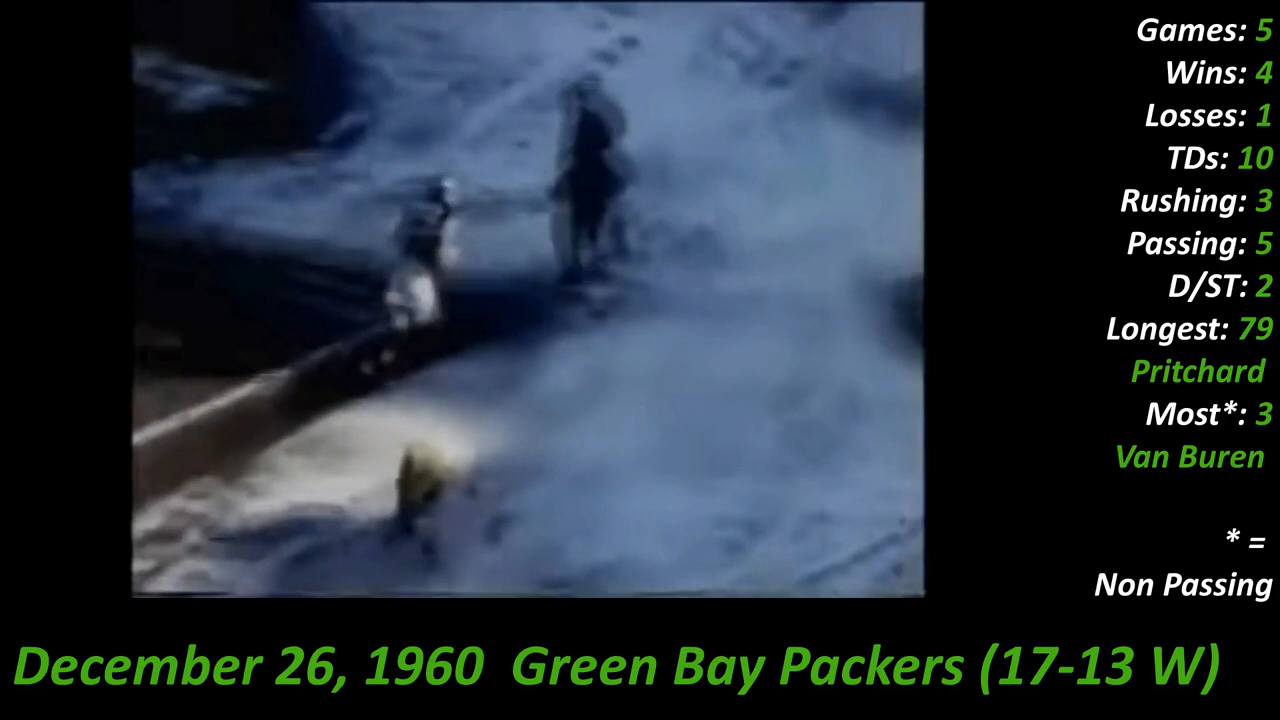 Games: 5
Wins: 4
Losses: 1
TDs: 10
Rushing: 3
Passing: 5
D/ST: 2
Longest: 79
Pritchard
Most*: 3
Van Buren
* =
Non Passing
December 26, 1960 Green Bay Packers (17-13 W)